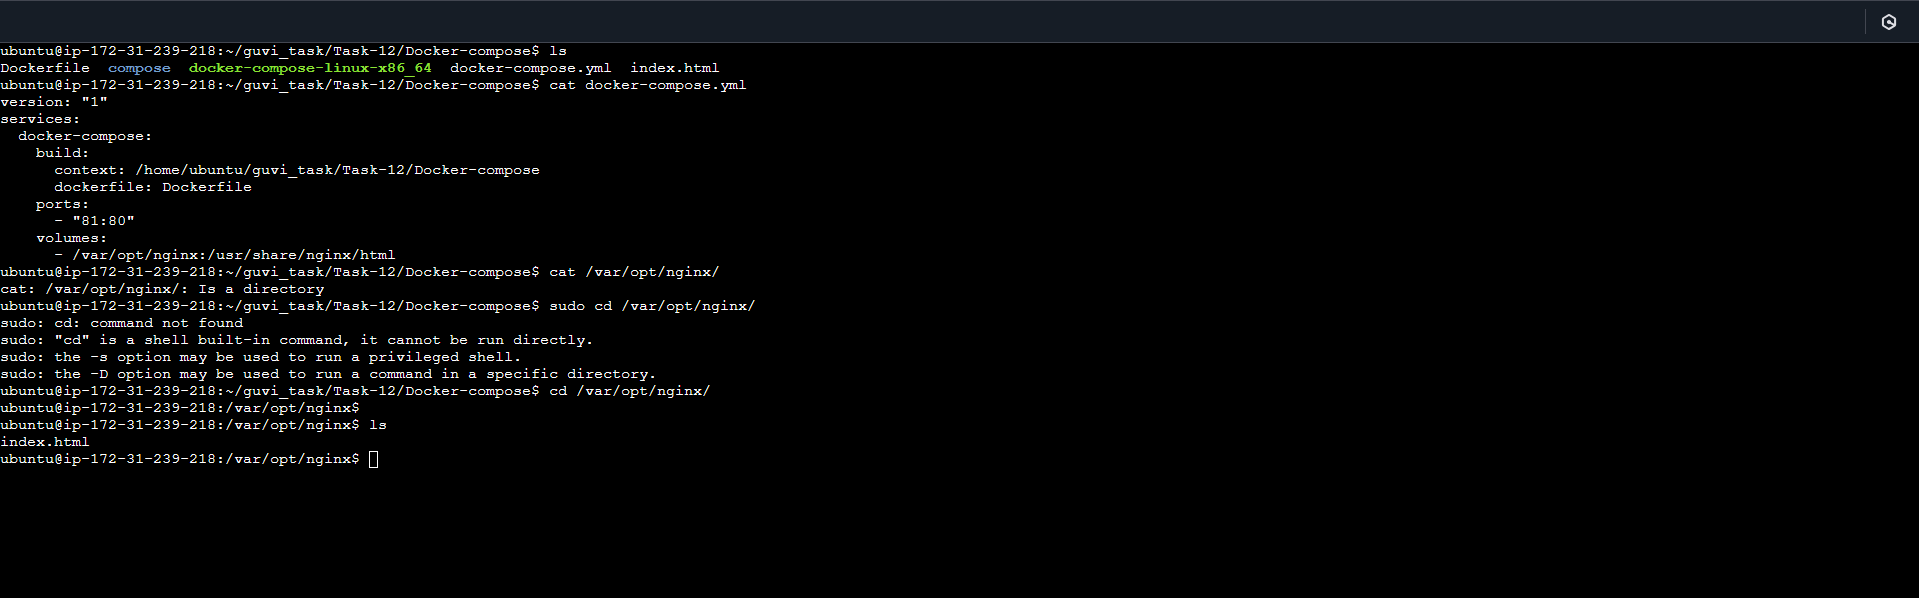 ubuntu@ip-172-31-239-218:~/guvi_task/Task-12/Docker-compose$ ls
Dockerfile  compose  docker-compose-linux-x86_64  docker-compose.yml  index.html
ubuntu@ip-172-31-239-218:~/guvi_task/Task-12/Docker-compose$ cat docker-compose.yml
version: "1"
services:
  docker-compose:
    build:
      context: /home/ubuntu/guvi_task/Task-12/Docker-compose
      dockerfile: Dockerfile
    ports:
      - "81:80"
    volumes:
      - /var/opt/nginx:/usr/share/nginx/html
ubuntu@ip-172-31-239-218:~/guvi_task/Task-12/Docker-compose$ cat /var/opt/nginx/
cat: /var/opt/nginx/: Is a directory
ubuntu@ip-172-31-239-218:~/guvi_task/Task-12/Docker-compose$ sudo cd /var/opt/nginx/
sudo: cd: command not found
sudo: "cd" is a shell built-in command, it cannot be run directly.
sudo: the -s option may be used to run a privileged shell.
sudo: the -D option may be used to run a command in a specific directory.
ubuntu@ip-172-31-239-218:~/guvi_task/Task-12/Docker-compose$ cd /var/opt/nginx/
ubuntu@ip-172-31-239-218:/var/opt/nginx$
ubuntu@ip-172-31-239-218:/var/opt/nginx$ ls
index.html
ubuntu@ip-172-31-239-218:/var/opt/nginx$